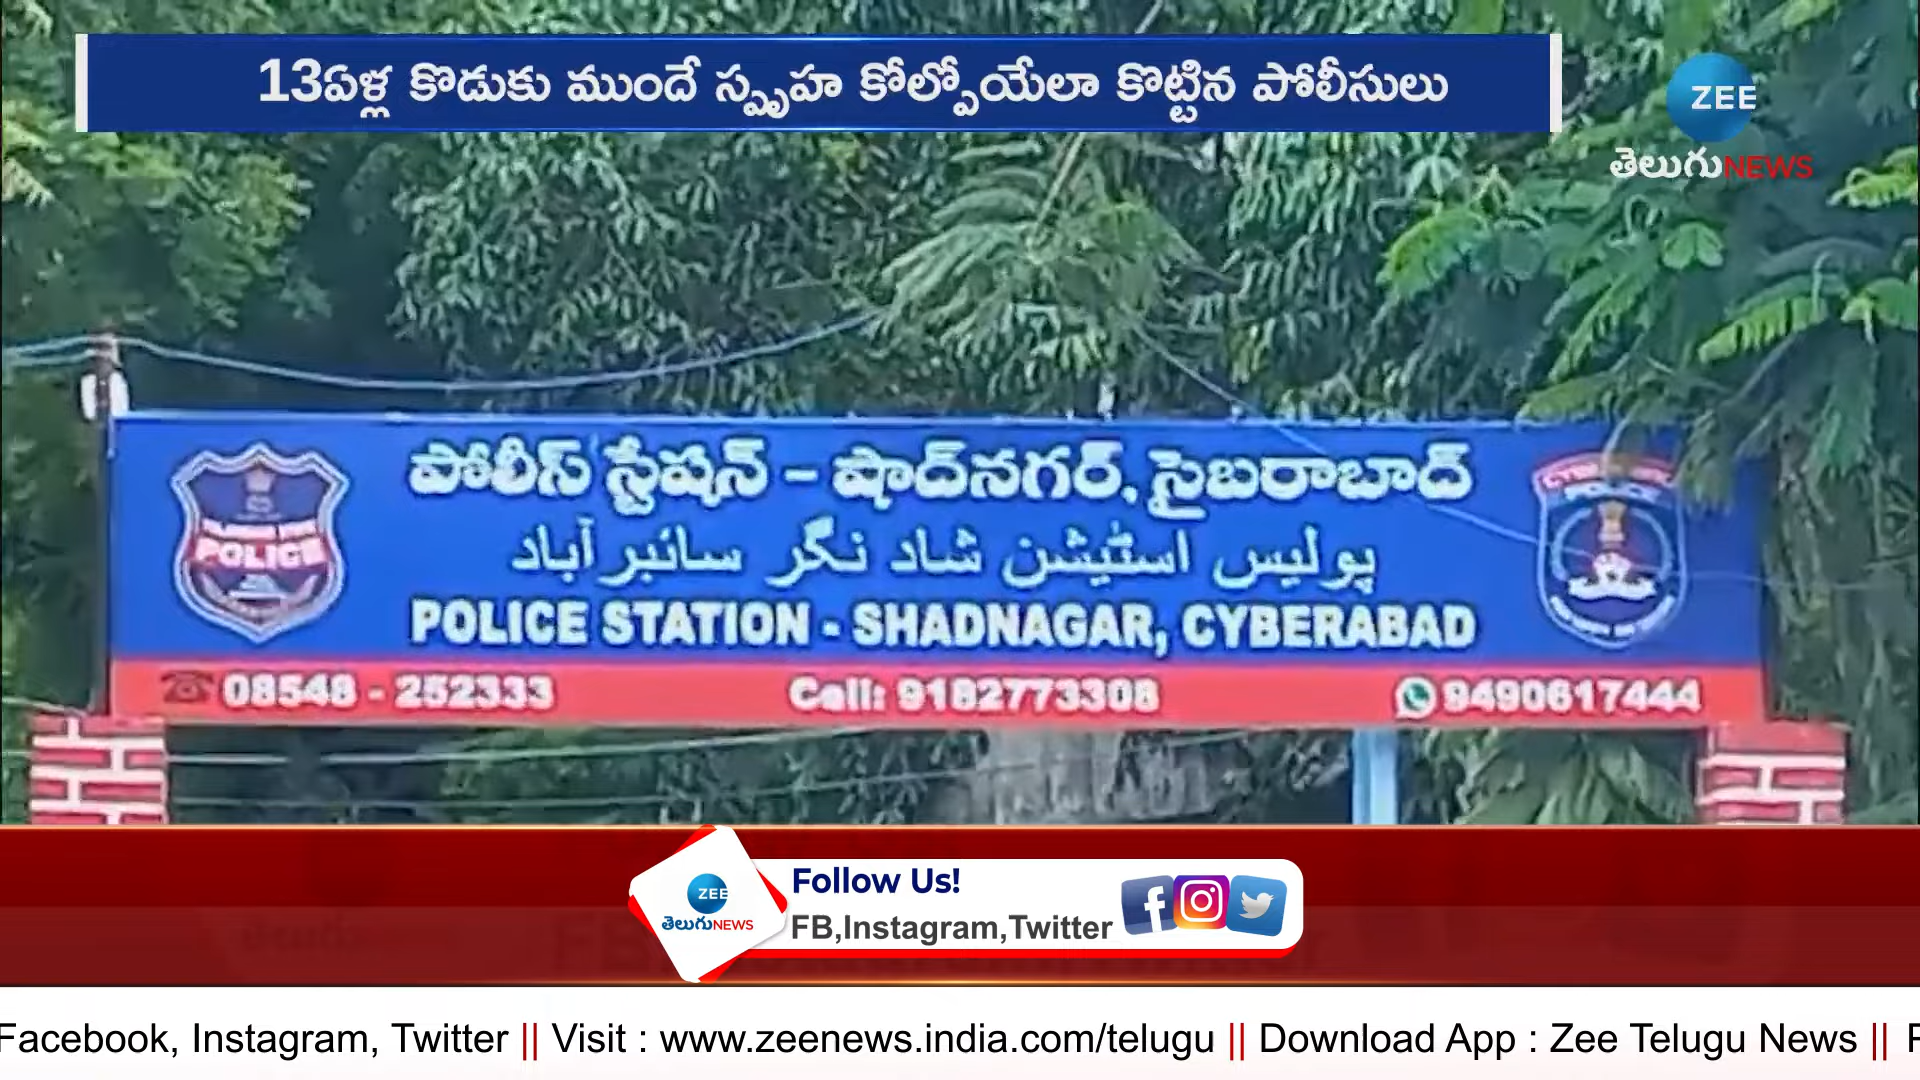 13ఏళ్ల కొడుకు ముందే స్పృహ కోల్పోయేలా కొట్టిన పోలీసులు
ZEE
తెలుగు NEWS
పోలీస్ స్టేషన్ - షాద్‌నగర్, సైబరాబాద్
پولیس اسٹیشن شاد نگر سائبر آباد
POLICE STATION - SHADNAGAR, CYBERABAD
POLICE
08548 - 252333 Call: 9182773308 9490617444
Follow Us!
ZEE
తెలుగు NEWS
FB,Instagram,Twitter
Facebook, Instagram, Twitter || Visit : www.zeenews.india.com/telugu || Download App : Zee Telugu News ||